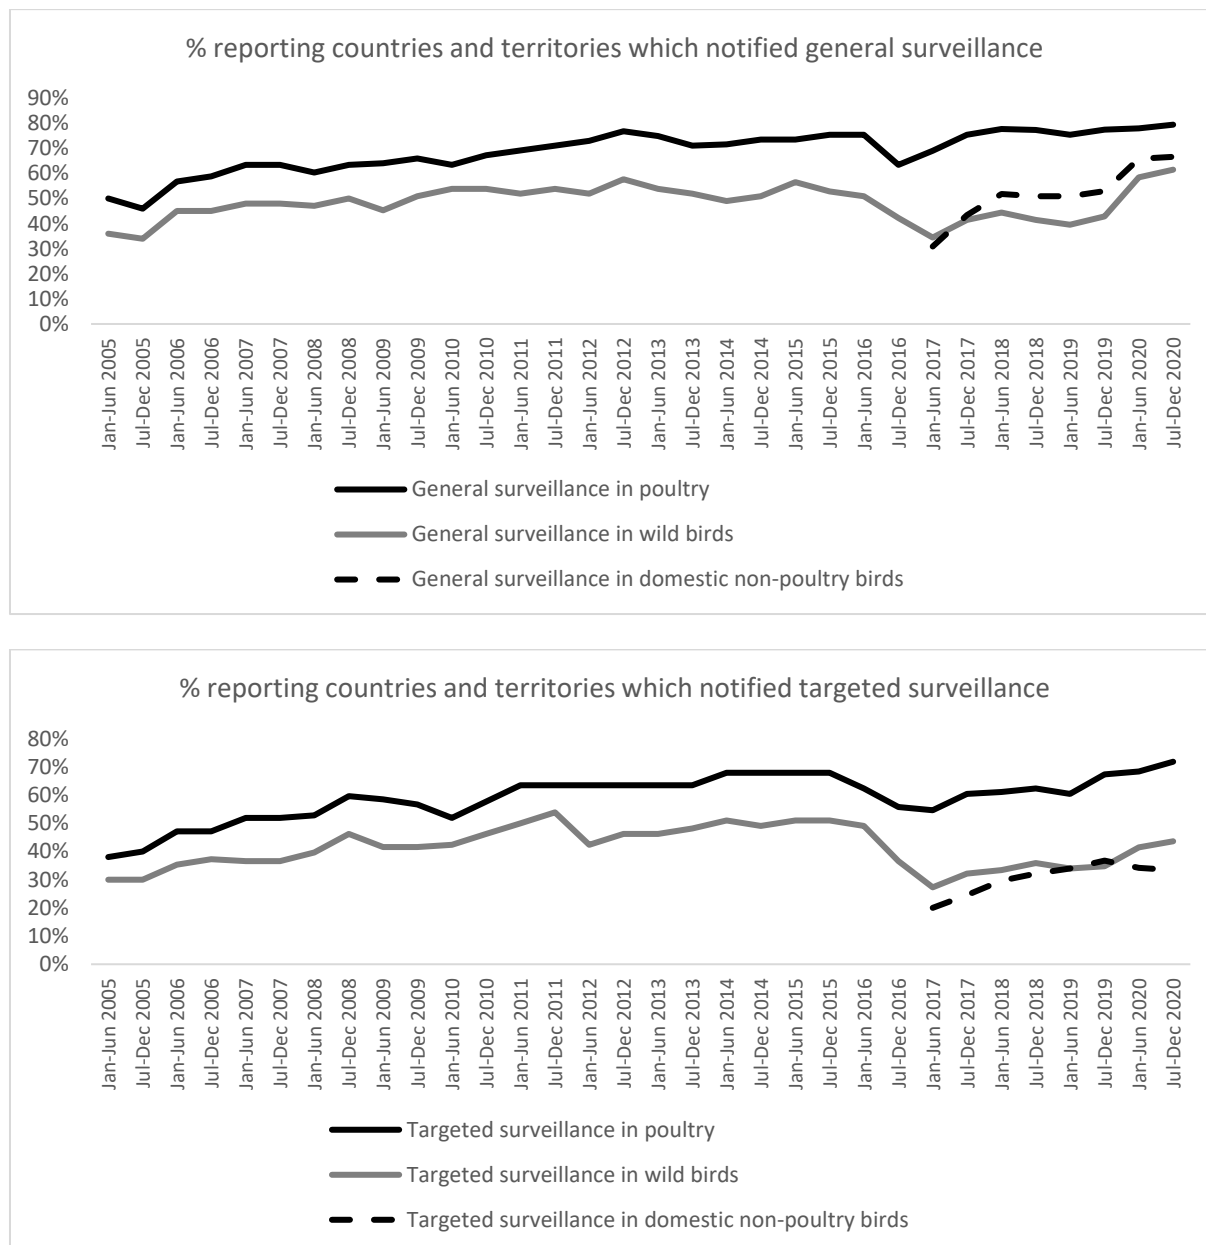 % reporting countries and territories which notified general surveillance
90%
80%
70%
60%
50%
40%
30%
20%
10%
0%
Jan-Jun 2005
Jul-Dec 2005
Jan-Jun 2006
Jul-Dec 2006
Jan-Jun 2007
Jul-Dec 2007
Jan-Jun 2008
Jul-Dec 2008
Jan-Jun 2009
Jul-Dec 2009
Jan-Jun 2010
Jul-Dec 2010
Jan-Jun 2011
Jul-Dec 2011
Jan-Jun 2012
Jul-Dec 2012
Jan-Jun 2013
Jul-Dec 2013
Jan-Jun 2014
Jul-Dec 2014
Jan-Jun 2015
Jul-Dec 2015
Jan-Jun 2016
Jul-Dec 2016
Jan-Jun 2017
Jul-Dec 2017
Jan-Jun 2018
Jul-Dec 2018
Jan-Jun 2019
Jul-Dec 2019
Jan-Jun 2020
Jul-Dec 2020
General surveillance in poultry
General surveillance in wild birds
General surveillance in domestic non-poultry birds
% reporting countries and territories which notified targeted surveillance
80%
70%
60%
50%
40%
30%
20%
10%
0%
Jan-Jun 2005
Jul-Dec 2005
Jan-Jun 2006
Jul-Dec 2006
Jan-Jun 2007
Jul-Dec 2007
Jan-Jun 2008
Jul-Dec 2008
Jan-Jun 2009
Jul-Dec 2009
Jan-Jun 2010
Jul-Dec 2010
Jan-Jun 2011
Jul-Dec 2011
Jan-Jun 2012
Jul-Dec 2012
Jan-Jun 2013
Jul-Dec 2013
Jan-Jun 2014
Jul-Dec 2014
Jan-Jun 2015
Jul-Dec 2015
Jan-Jun 2016
Jul-Dec 2016
Jan-Jun 2017
Jul-Dec 2017
Jan-Jun 2018
Jul-Dec 2018
Jan-Jun 2019
Jul-Dec 2019
Jan-Jun 2020
Jul-Dec 2020
Targeted surveillance in poultry
Targeted surveillance in wild birds
Targeted surveillance in domestic non-poultry birds